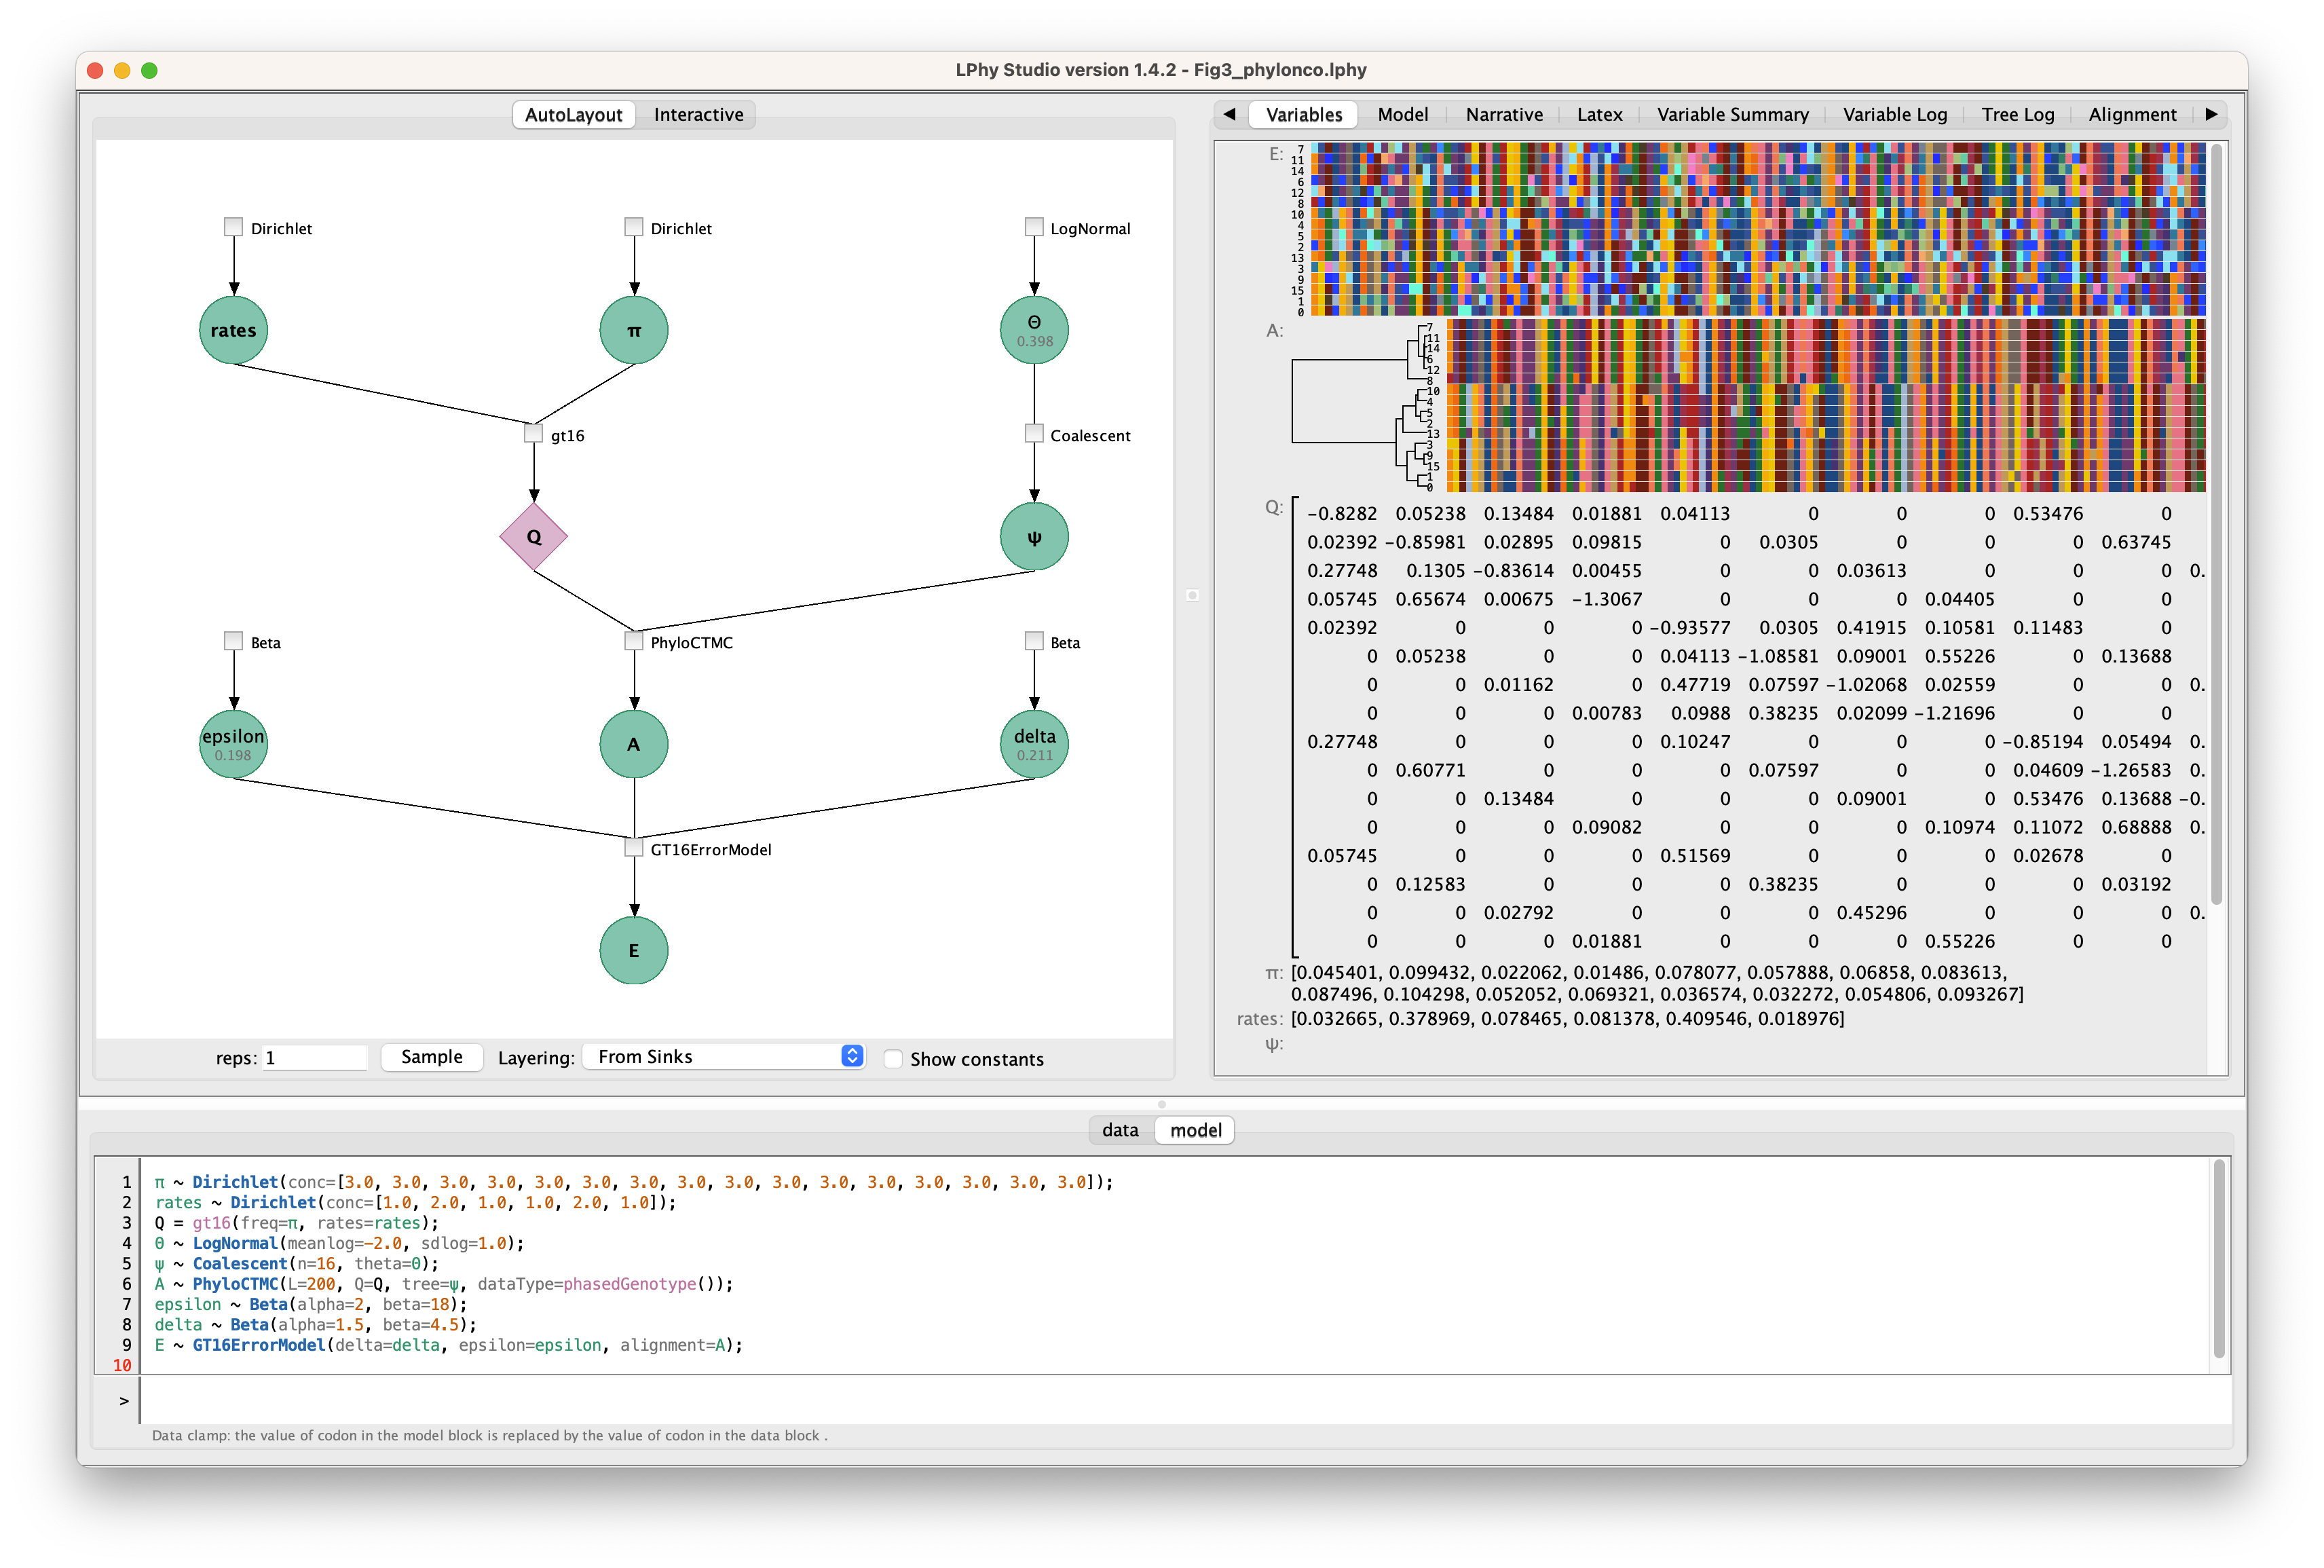 LPhy Studio version 1.4.2 - Fig3_phylonco.lphy
AutoLayout Interactive
Dirichlet Dirichlet LogNormal
rates π Θ
0.398
gt16 Coalescent
Q ψ
Beta PhyloCTMC Beta
epsilon A delta
0.198 0.211
GT16ErrorModel
E
reps: 1 Sample Layering: From Sinks Show constants
Variables Model Narrative Latex Variable Summary Variable Log Tree Log Alignment
E:
7
11
14
6
12
8
10
4
5
2
13
3
9
15
1
0
A:
7
11
14
6
12
8
10
4
5
2
13
3
9
15
1
0
Q:
−0.8282 0.05238 0.13484 0.01881 0.04113 0 0 0 0.53476 0
0.02392 −0.85981 0.02895 0.09815 0 0.0305 0 0 0 0.63745
0.27748 0.1305 −0.83614 0.00455 0 0 0.03613 0 0 0 0.
0.05745 0.65674 0.00675 −1.3067 0 0 0 0.04405 0 0
0.02392 0 0 0 −0.93577 0.0305 0.41915 0.10581 0.11483 0
0 0.05238 0 0 0.04113 −1.08581 0.09001 0.55226 0 0.13688
0 0 0.01162 0 0.47719 0.07597 −1.02068 0.02559 0 0 0.
0 0 0 0.00783 0.0988 0.38235 0.02099 −1.21696 0 0
0.27748 0 0 0 0.10247 0 0 0 −0.85194 0.05494 0.
0 0.60771 0 0 0 0.07597 0 0 0.04609 −1.26583 0.
0 0 0.13484 0 0 0 0.09001 0 0.53476 0.13688 −0.
0 0 0 0.09082 0 0 0 0.10974 0.11072 0.68888 0.
0.05745 0 0 0 0.51569 0 0 0 0.02678 0
0 0.12583 0 0 0 0.38235 0 0 0 0.03192
0 0 0.02792 0 0 0 0.45296 0 0 0 0.
0 0 0 0.01881 0 0 0 0.55226 0 0
π: [0.045401, 0.099432, 0.022062, 0.01486, 0.078077, 0.057888, 0.06858, 0.083613,
0.087496, 0.104298, 0.052052, 0.069321, 0.036574, 0.032272, 0.054806, 0.093267]
rates: [0.032665, 0.378969, 0.078465, 0.081378, 0.409546, 0.018976]
ψ:
data model
1 π ~ Dirichlet(conc=[3.0, 3.0, 3.0, 3.0, 3.0, 3.0, 3.0, 3.0, 3.0, 3.0, 3.0, 3.0, 3.0, 3.0, 3.0, 3.0]);
2 rates ~ Dirichlet(conc=[1.0, 2.0, 1.0, 1.0, 2.0, 1.0]);
3 Q = gt16(freq=π, rates=rates);
4 Θ ~ LogNormal(meanlog=−2.0, sdlog=1.0);
5 ψ ~ Coalescent(n=16, theta=Θ);
6 A ~ PhyloCTMC(L=200, Q=Q, tree=ψ, dataType=phasedGenotype());
7 epsilon ~ Beta(alpha=2, beta=18);
8 delta ~ Beta(alpha=1.5, beta=4.5);
9 E ~ GT16ErrorModel(delta=delta, epsilon=epsilon, alignment=A);
10
>
Data clamp: the value of codon in the model block is replaced by the value of codon in the data block .